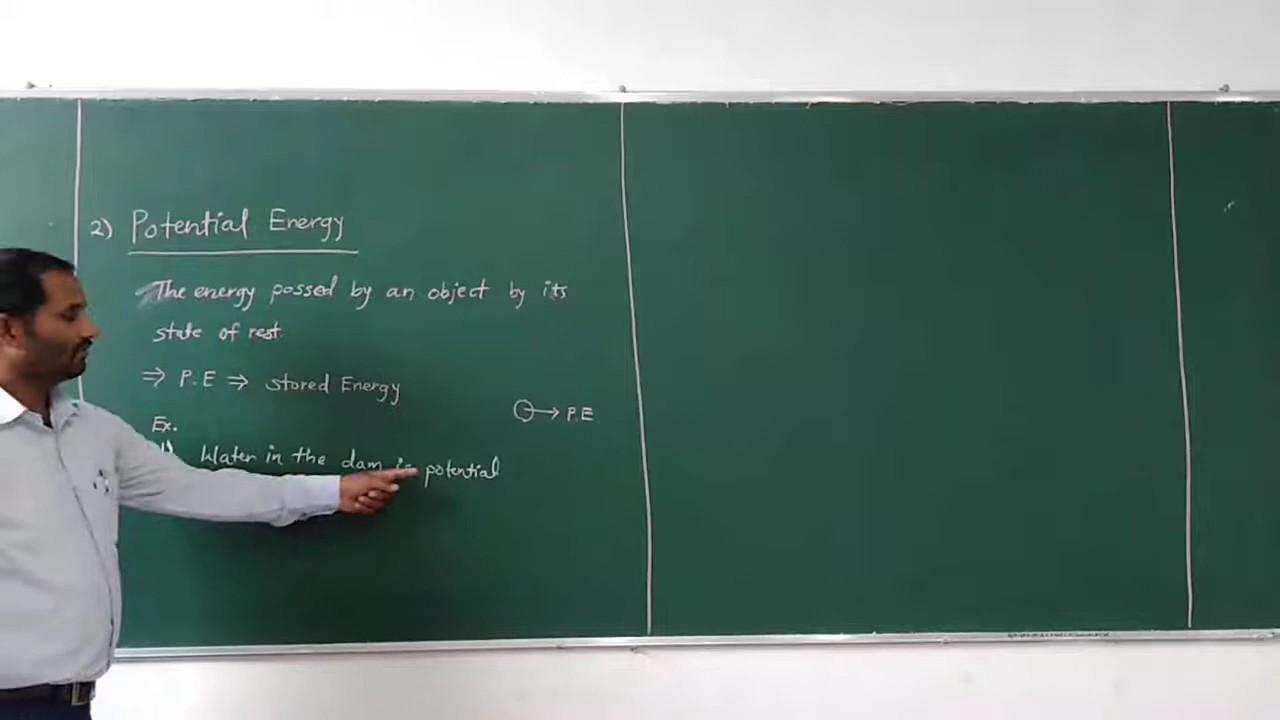 2) Potential Energy
The energy possed by an object by its
state of rest.
⇒ P.E ⇒ stored Energy
→ P.E
Ex.
1) Water in the dam is potential